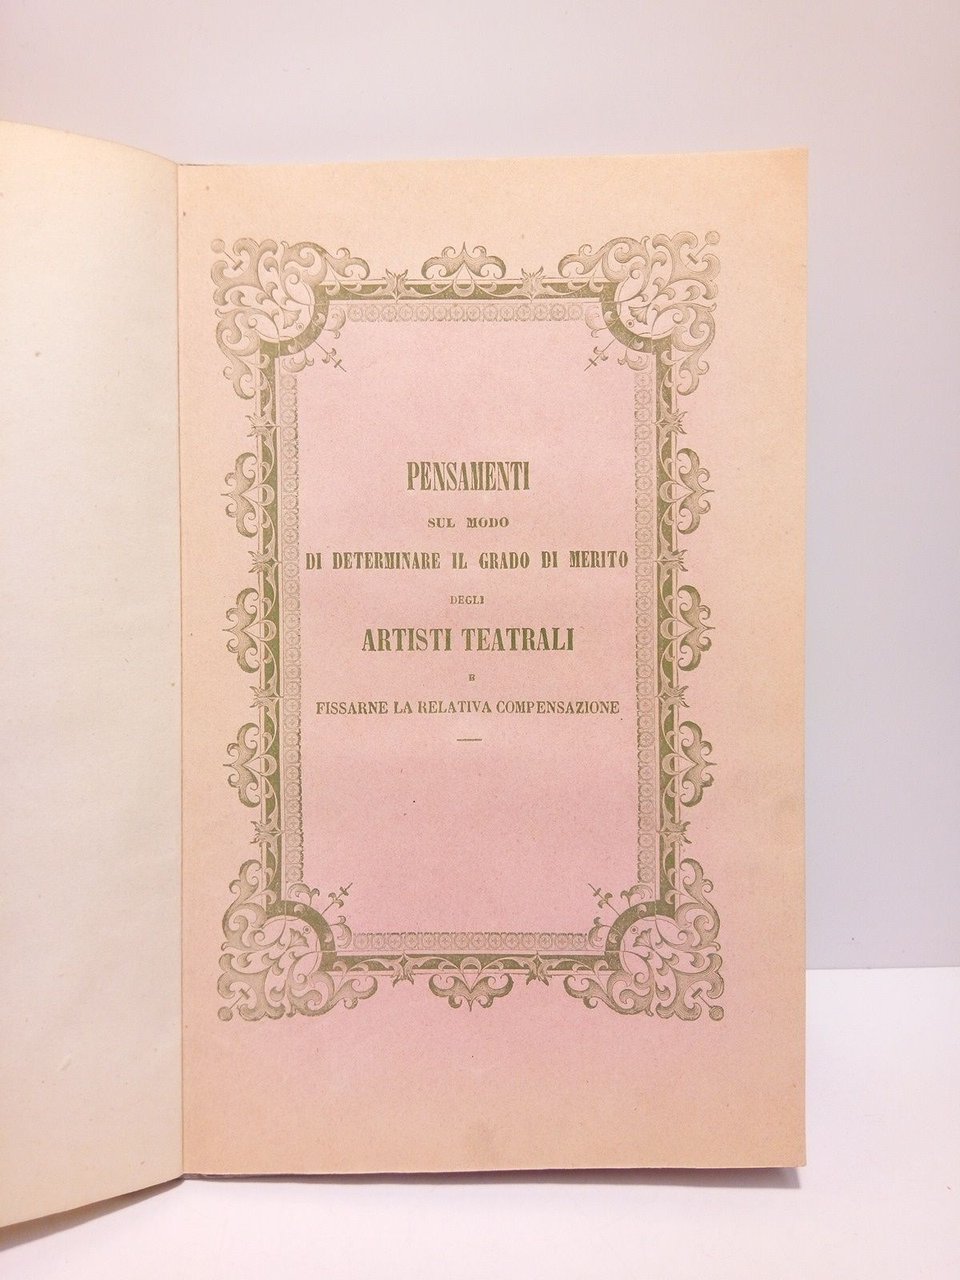 PENSAMENTI
SUL MODO
DI DETERMINARE IL GRADO DI MERITO
DEGLI
ARTISTI TEATRALI
E
FISSARNE LA RELATIVA COMPENSAZIONE